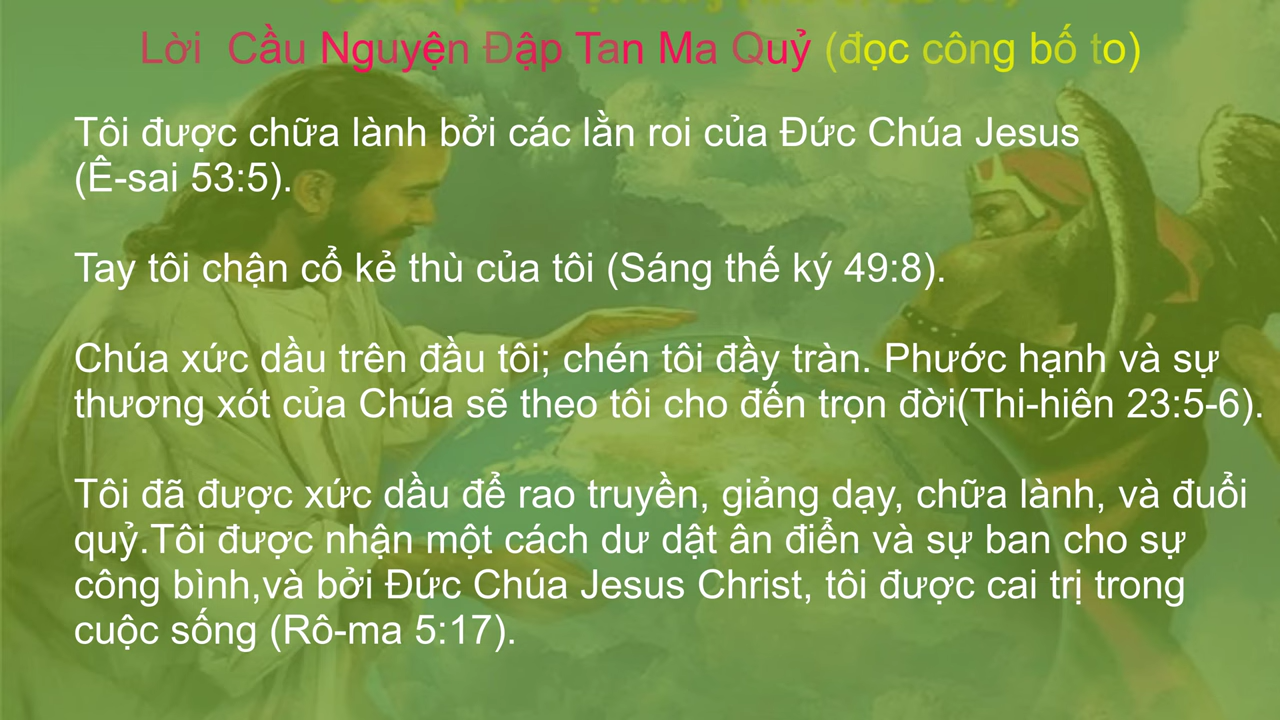 Lời Cầu Nguyện Đập Tan Ma Quỷ (đọc công bố to)
Tôi được chữa lành bởi các lằn roi của Đức Chúa Jesus
(Ê-sai 53:5).
Tay tôi chận cổ kẻ thù của tôi (Sáng thế ký 49:8).
Chúa xức dầu trên đầu tôi; chén tôi đầy tràn. Phước hạnh và sự
thương xót của Chúa sẽ theo tôi cho đến trọn đời(Thi-hiên 23:5-6).
Tôi đã được xức dầu để rao truyền, giảng dạy, chữa lành, và đuổi
quỷ.Tôi được nhận một cách dư dật ân điển và sự ban cho sự
công bình,và bởi Đức Chúa Jesus Christ, tôi được cai trị trong
cuộc sống (Rô-ma 5:17).